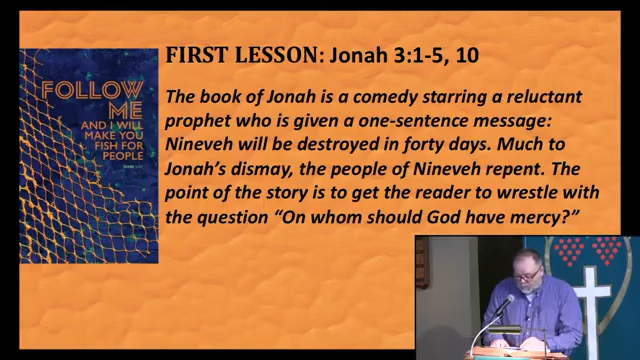 FIRST LESSON: Jonah 3:1-5, 10
FOLLOW
ME
AND I WILL
MAKE YOU
FISH FOR
PEOPLE
The book of Jonah is a comedy starring a reluctant
prophet who is given a one-sentence message:
Nineveh will be destroyed in forty days. Much to
Jonah’s dismay, the people of Nineveh repent. The
point of the story is to get the reader to wrestle with
the question “On whom should God have mercy?”